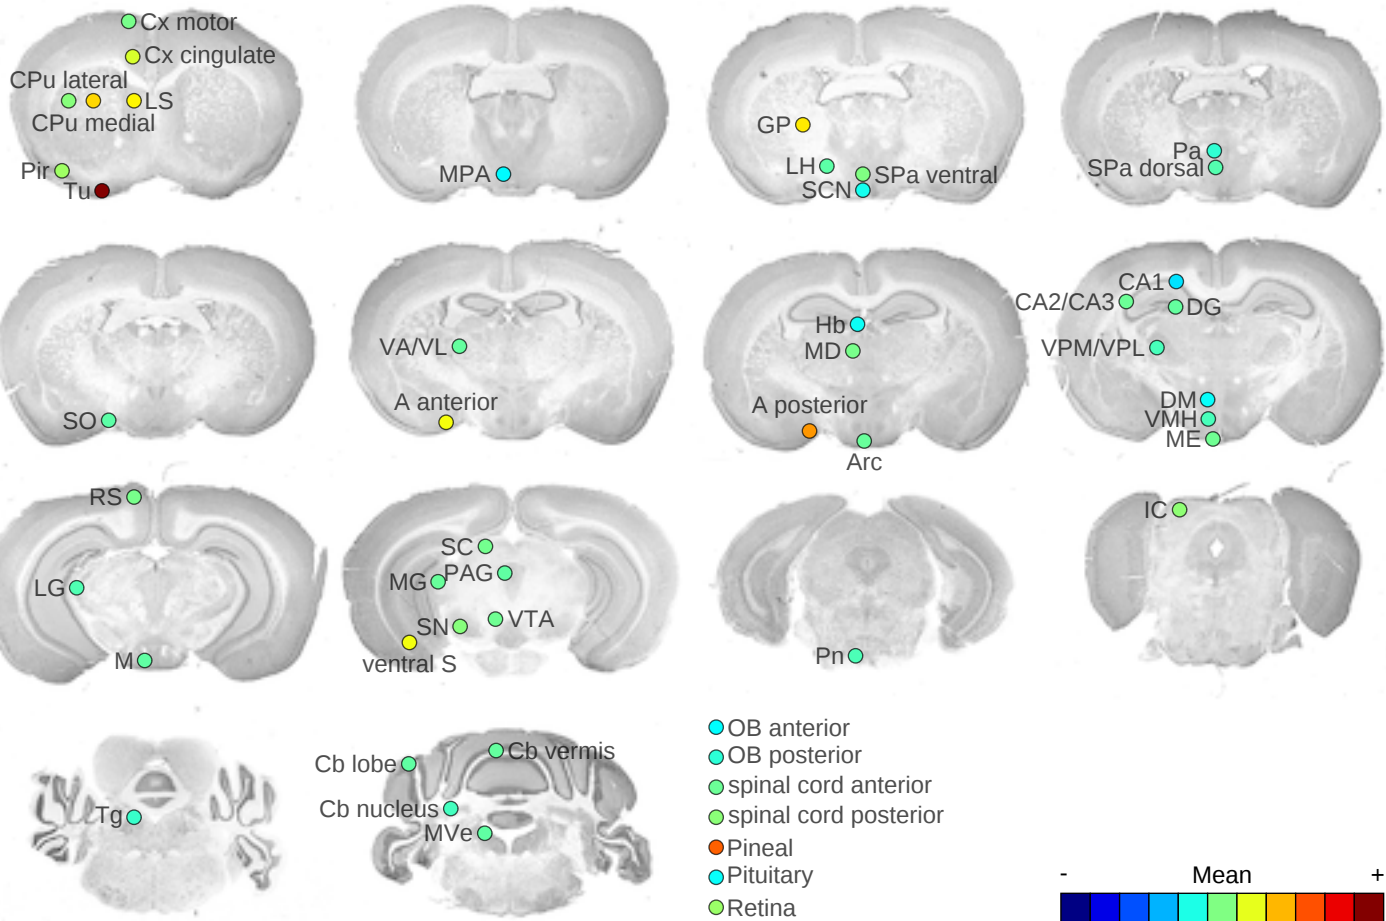 Cx motor
Cx cingulate
CPu lateral
LS
CPu medial
Pir
Tu
MPA
GP
LH
SPa ventral
SCN
Pa
SPa dorsal
SO
VA/VL
A anterior
Hb
MD
A posterior
Arc
CA1
CA2/CA3
DG
VPM/VPL
DM
VMH
ME
RS
LG
M
SC
MG
PAG
SN
VTA
ventral S
Pn
IC
Tg
Cb lobe
Cb vermis
Cb nucleus
MVe
OB anterior
OB posterior
spinal cord anterior
spinal cord posterior
Pineal
Pituitary
Retina
- Mean +